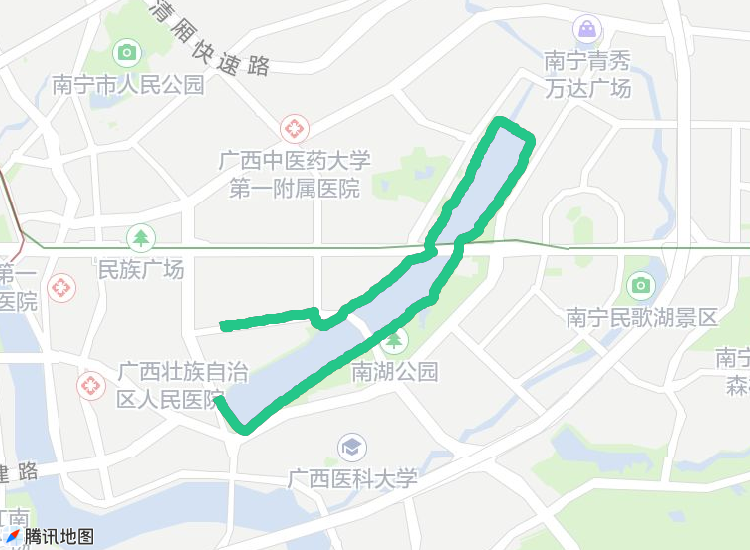 清厢快速路
南宁青秀
万达广场
南宁市人民公园
广西中医药大学
第一附属医院
民族广场
第一
医院
南宁民歌湖景区
广西壮族自治
区人民医院
南湖公园
南宁
森林
广西医科大学
建路
江南
腾讯地图